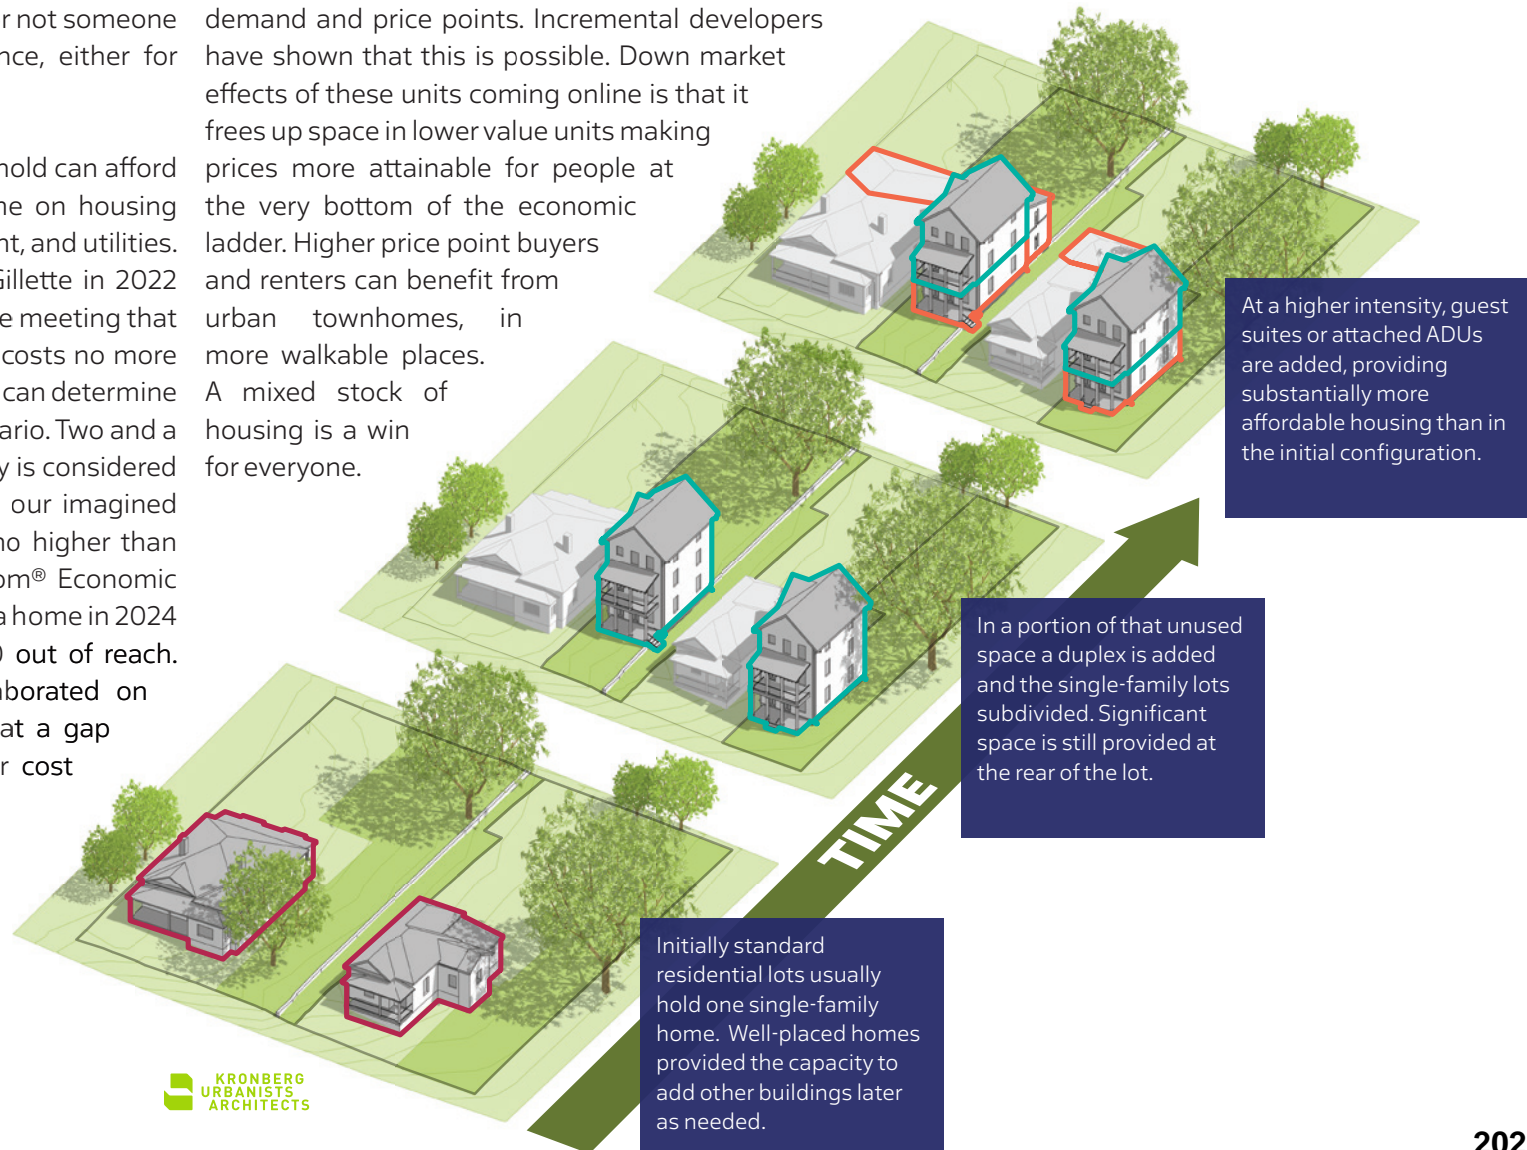 r not someone
nce, either for
nold can afford
ne on housing
nt, and utilities.
Gillette in 2022
e meeting that
costs no more
can determine
ario. Two and a
y is considered
our imagined
no higher than
om® Economic
a home in 2024
out of reach.
aborated on
at a gap
r cost
demand and price points. Incremental developers
have shown that this is possible. Down market
effects of these units coming online is that it
frees up space in lower value units making
prices more attainable for people at
the very bottom of the economic
ladder. Higher price point buyers
and renters can benefit from
urban townhomes, in
more walkable places.
A mixed stock of
housing is a win
for everyone.
At a higher intensity, guest
suites or attached ADUs
are added, providing
substantially more
affordable housing than in
the initial configuration.
In a portion of that unused
space a duplex is added
and the single-family lots
subdivided. Significant
space is still provided at
the rear of the lot.
TIME
Initially standard
residential lots usually
hold one single-family
home. Well-placed homes
provided the capacity to
add other buildings later
as needed.
KRONBERG
URBANISTS
ARCHITECTS
202